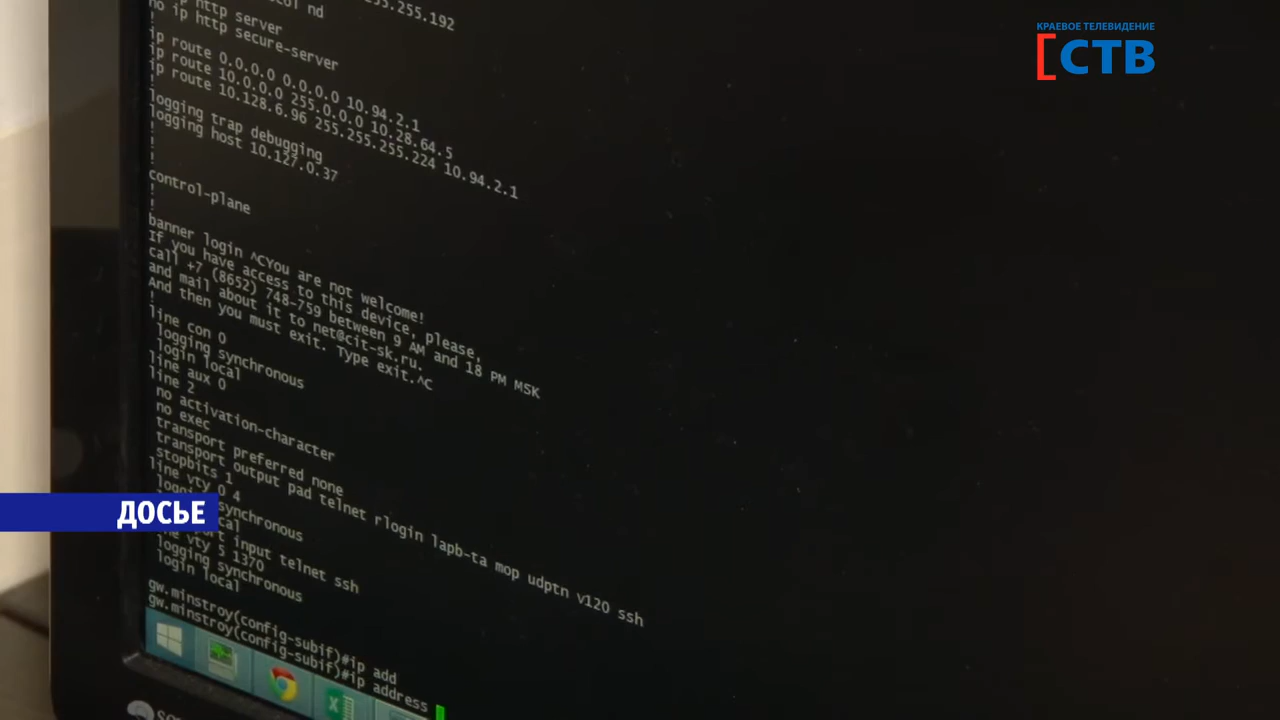 255.255.192
nd
no ip http server
no ip http secure-server
!
ip route 0.0.0.0 0.0.0.0 10.94.2.1
ip route 10.0.0.0 255.0.0.0 10.28.64.5
ip route 10.128.6.96 255.255.255.224 10.94.2.1
!
logging trap debugging
logging host 10.127.0.37
!
!
!
control-plane
!
!
banner login ^CYou are not welcome!
If you have access to this device, please,
call +7 (8652) 748-759 between 9 AM and 18 PM MSK
and mail about it to net@cit-sk.ru.
And then you must exit. Type exit.^C
!
line con 0
logging synchronous
login local
line aux 0
line 2
no activation-character
no exec
transport preferred none
transport output pad telnet rlogin lapb-ta mop udptn v120 ssh
stopbits 1
line vty 0 4
synchronous
input telnet ssh
vty 5 1370
logging synchronous
login local
gw.minstroy(config-subif)#ip add
gw.minstroy(config-subif)#ip address
КРАЕВОЕ ТЕЛЕВИДЕНИЕ
СТВ
ДОСЬЕ